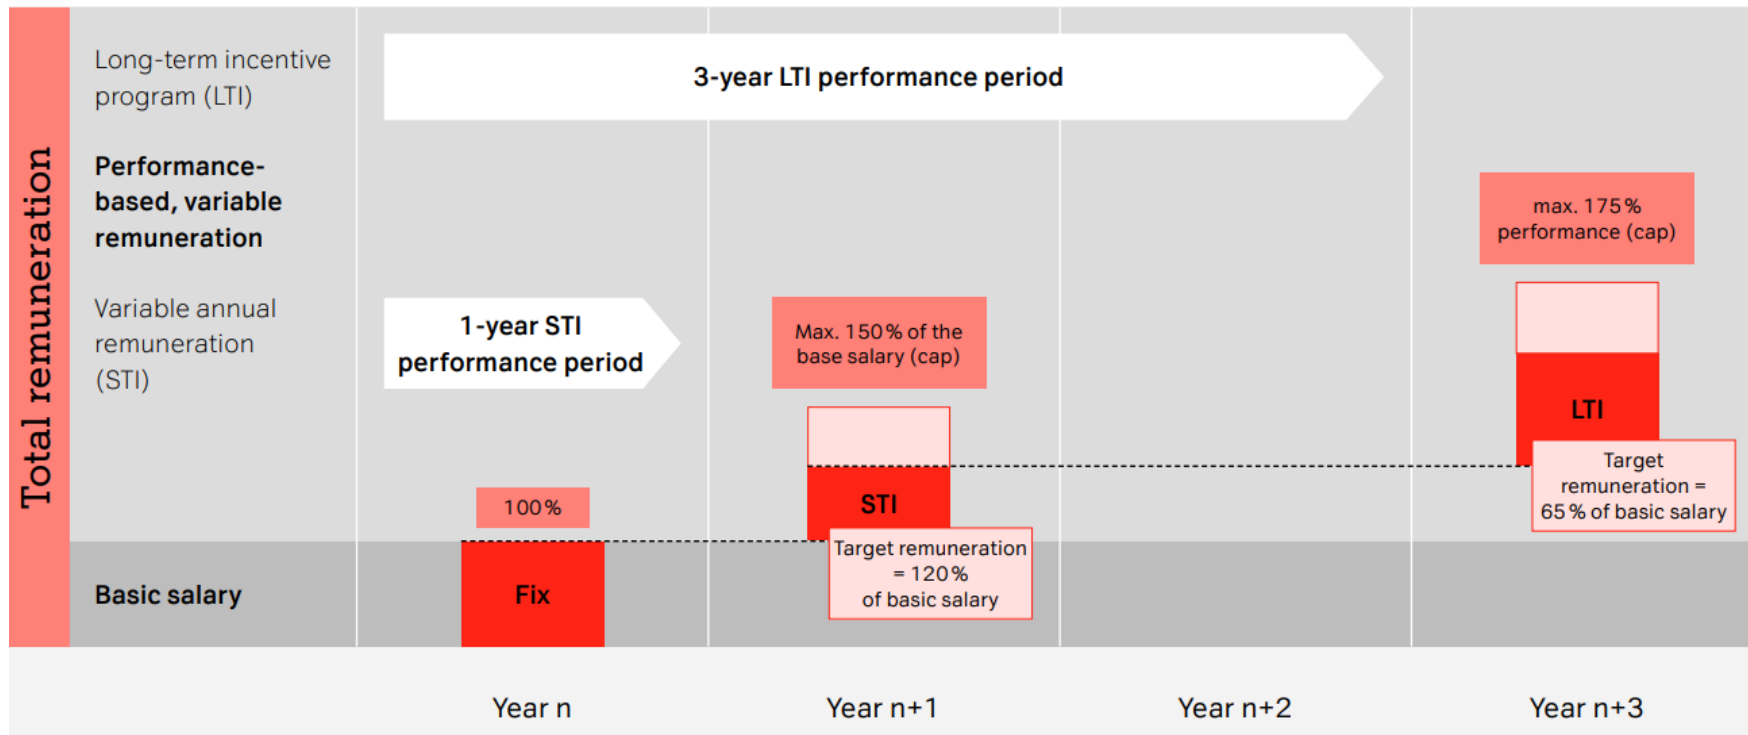 Total remuneration
Long-term incentive
program (LTI)
3-year LTI performance period
Performance-
based, variable
remuneration
max. 175 %
performance (cap)
Variable annual
remuneration
(STI)
1-year STI
performance period
Max. 150 % of the
base salary (cap)
LTI
Target
remuneration =
65 % of basic salary
STI
100 %
Target remuneration
= 120 %
of basic salary
Basic salary
Fix
Year n
Year n+1
Year n+2
Year n+3